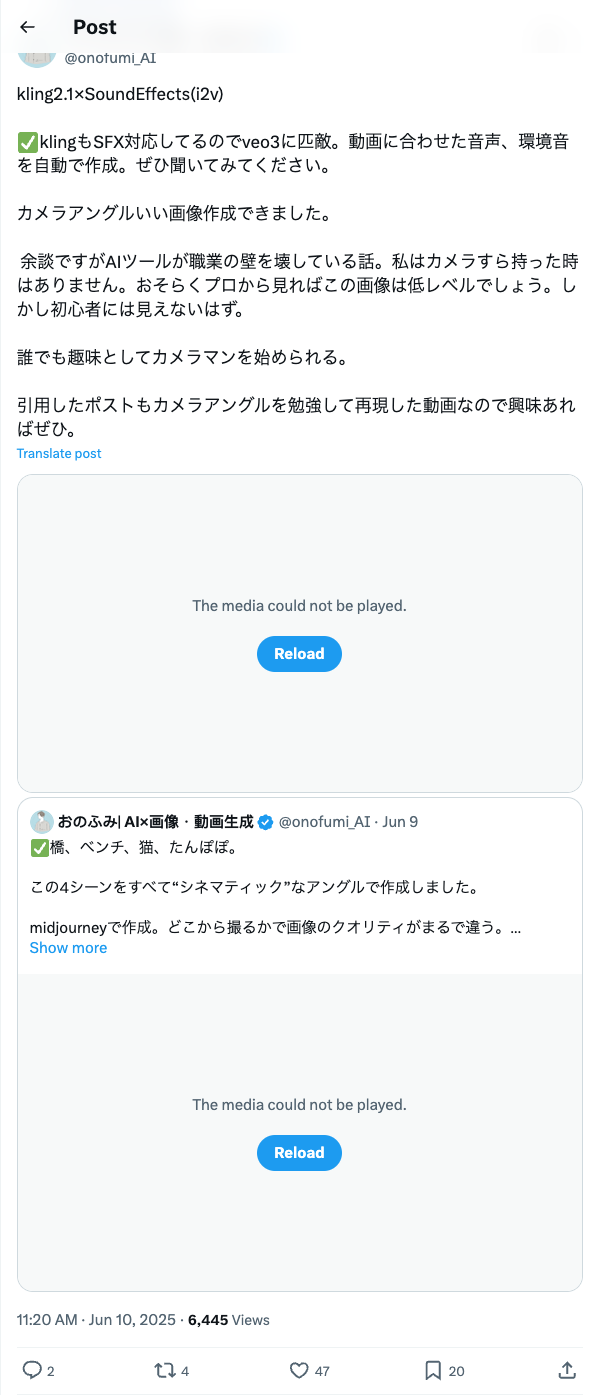 Post
@onofumi_AI
kling2.1×SoundEffects(i2v)
✅klingもSFX対応してるのでveo3に匹敵。動画に合わせた音声、環境音
を自動で作成。ぜひ聞いてみてください。
カメラアングルいい画像作成できました。
余談ですがAIツールが職業の壁を壊している話。私はカメラすら持った時
はありません。おそらくプロから見ればこの画像は低レベルでしょう。し
かし初心者には見えないはず。
誰でも趣味としてカメラマンを始められる。
引用したポストもカメラアングルを勉強して再現した動画なので興味あれ
ばぜひ。
Translate post
The media could not be played.
Reload
おのふみ| AI×画像・動画生成 @onofumi_AI · Jun 9
✅橋、ベンチ、猫、たんぽぽ。
この4シーンをすべて“シネマティック”なアングルで作成しました。
midjourneyで作成。どこから撮るかで画像のクオリティがまるで違う。…
Show more
The media could not be played.
Reload
11:20 AM · Jun 10, 2025 · 6,445 Views
2 4 47 20